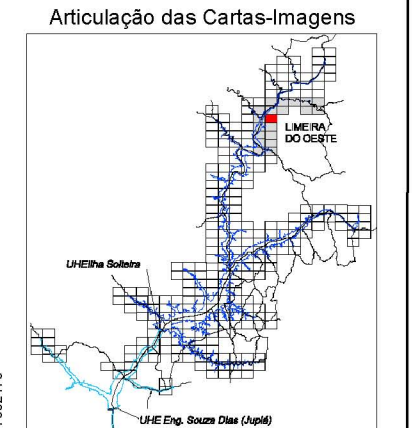 Articulação das Cartas-Imagens
LIMEIRA
DO OESTE
UHEIlha Solteira
UHE Eng. Souza Dias (Jupiá)